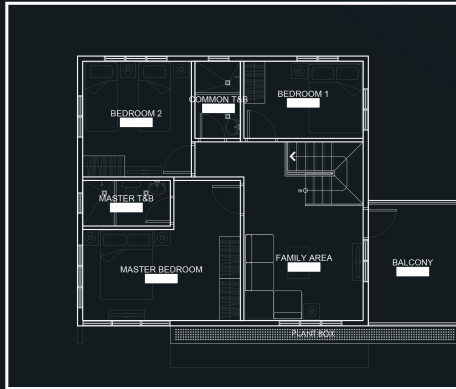 COMMON T&B
BEDROOM 1
BEDROOM 2
MASTER T&B
MASTER BEDROOM
FAMILY AREA
BALCONY
PLANT BOX